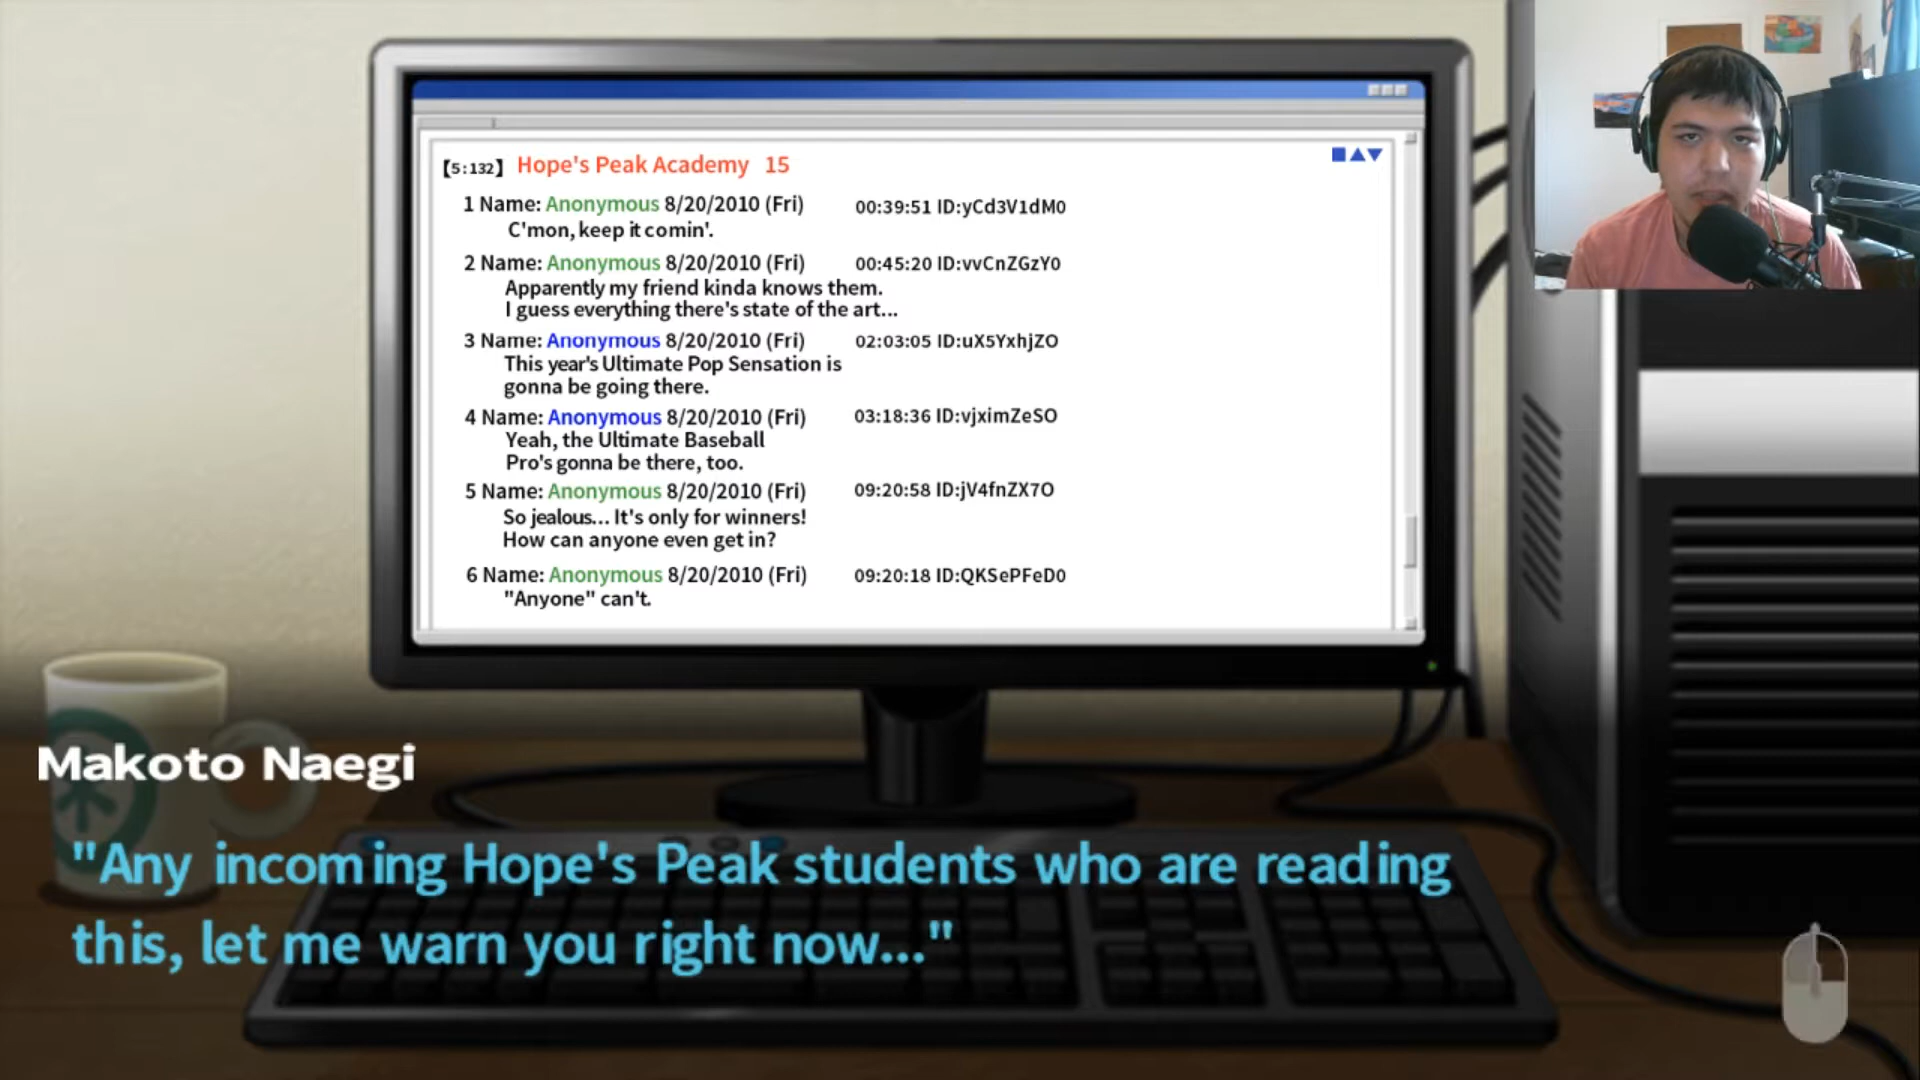 【5:132】 Hope's Peak Academy 15
1 Name: Anonymous 8/20/2010 (Fri) 00:39:51 ID:yCd3V1dM0
C'mon, keep it comin'.
2 Name: Anonymous 8/20/2010 (Fri) 00:45:20 ID:vvCnZGzY0
Apparently my friend kinda knows them.
I guess everything there's state of the art...
3 Name: Anonymous 8/20/2010 (Fri) 02:03:05 ID:uX5YxhjZO
This year's Ultimate Pop Sensation is
gonna be going there.
4 Name: Anonymous 8/20/2010 (Fri) 03:18:36 ID:vjximZeSO
Yeah, the Ultimate Baseball
Pro's gonna be there, too.
5 Name: Anonymous 8/20/2010 (Fri) 09:20:58 ID:jV4fnZX7O
So jealous... It's only for winners!
How can anyone even get in?
6 Name: Anonymous 8/20/2010 (Fri) 09:20:18 ID:QKSePFeD0
"Anyone" can't.
Makoto Naegi
"Any incoming Hope's Peak students who are reading
this, let me warn you right now..."